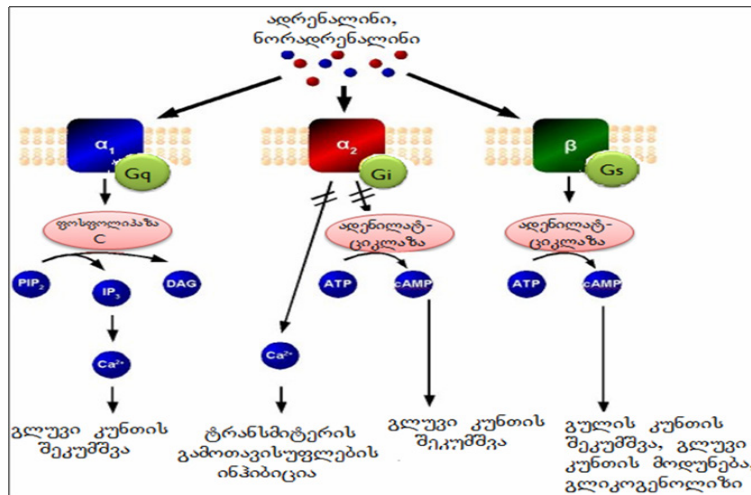 ადრენალინი,
ნორადრენალინი
α1
Gq
α2
Gi
β
Gs
ფოსფოლიპაზა
C
ადენილატ-
ციკლაზა
ადენილატ-
ციკლაზა
PIP2
IP3
DAG
ATP
cAMP
ATP
cAMP
Ca2+
Ca2+
გლუვი კუნთის
შეკუმშვა
ტრანსმიტერის
გამოთავისუფლების
ინჰიბიცია
გლუვი კუნთის
შეკუმშვა
გულის კუნთის
შეკუმშვა, გლუვი
კუნთის მოდუნება,
გლიკოგენოლიზი